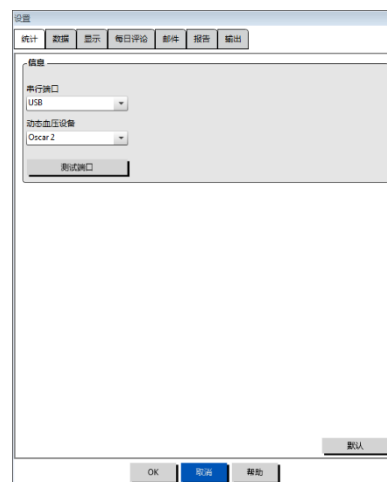 设置
统计 数据 显示 每日评论 邮件 报告 输出
信息
串行端口
USB
动态血压设备
Oscar 2
测试端口
默认
OK 取消 帮助